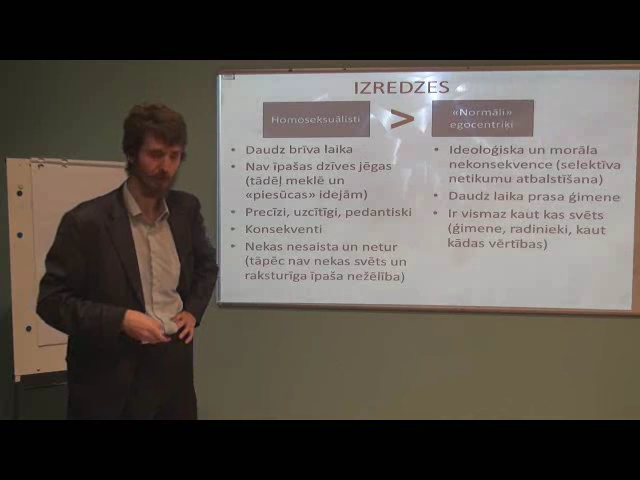 IZREDZES
Homoseksuālisti
>
«Normāli»
egocentriķi
• Daudz brīva laika
• Nav īpašas dzīves jēgas
(tādēļ meklē un
«piesūcas» idejām)
• Precīzi, uzcītīgi, pedantiski
• Konsekventi
• Nekas nesaista un netur
(tāpēc nav nekas svēts un
raksturīga īpaša nežēlība)
• Ideoloģiska un morāla
nekonsekvence (selektīva
netikumu atbalstīšana)
• Daudz laika prasa ģimene
• Ir vismaz kaut kas svēts
(ģimene, radinieki, kaut
kādas vērtības)